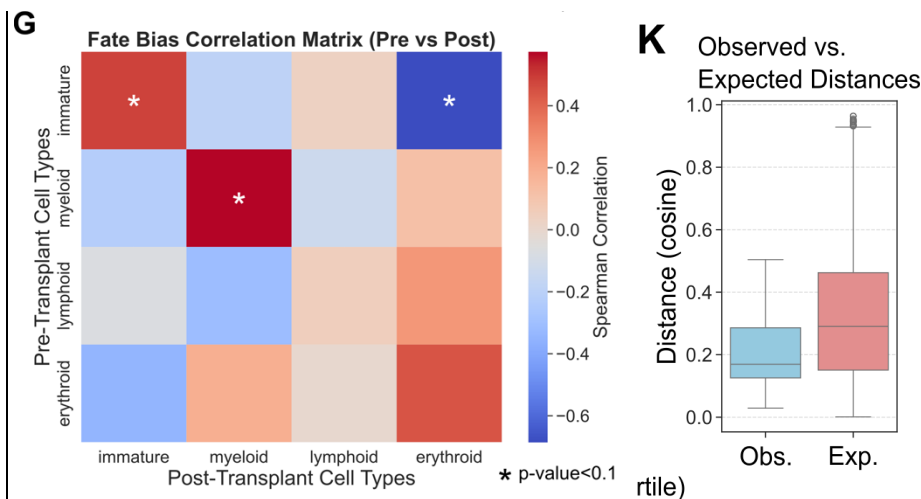 G
Fate Bias Correlation Matrix (Pre vs Post)
Pre-Transplant Cell Types
immature
myeloid
lymphoid
erythroid
*
*
*
immature myeloid lymphoid erythroid
Post-Transplant Cell Types
* p-value<0.1
0.4
0.2
0.0
−0.2
−0.4
−0.6
Spearman Correlation
K
Observed vs.
Expected Distances
Distance (cosine)
1.0
0.8
0.6
0.4
0.2
0.0
Obs. Exp.
rtile)